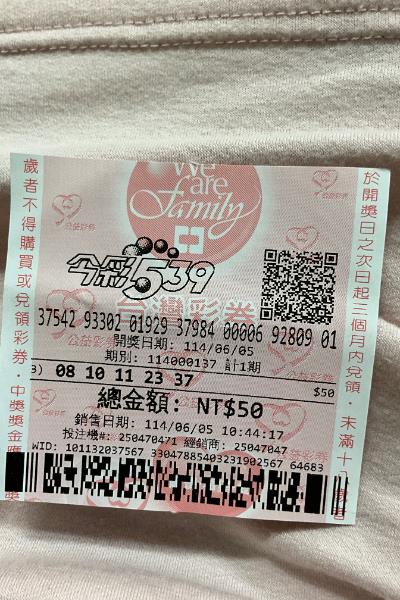 We
are
Family
公益彩券
今彩539
台灣彩券
37542 93302 01929 37984 00006 92809 01
開獎日期: 114/06/05
期別: 114000137 計1期
08 10 11 23 37
$50
總金額: NT$50
銷售日期: 114/06/05 10:44:17
投注機#: 250470471 經銷商: 25047047
WID: 101132037567 33047885403231902567 64683
歲者不得購買或兌領彩券·中獎獎金
於開獎日之次日起三個月內兌領. 未滿十